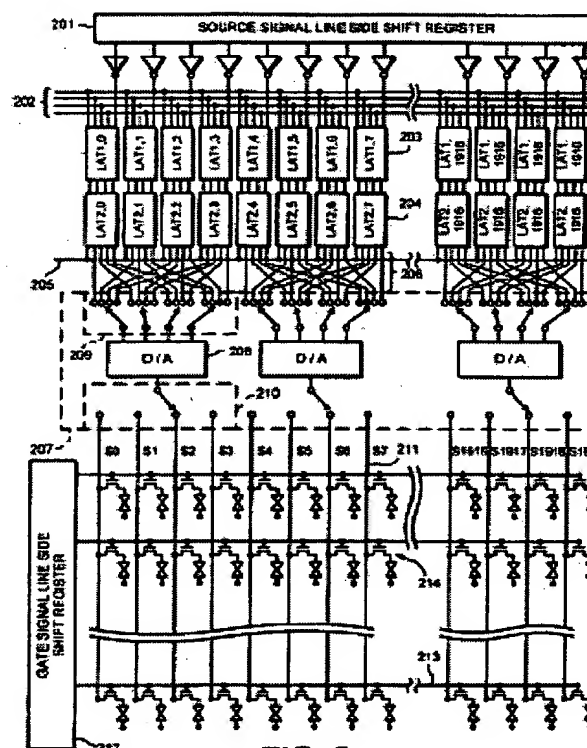 201
SOURCE SIGNAL LINE SIDE SHIFT REGISTER
202
LAT1,0 LAT1,1 LAT1,2 LAT1,3 LAT1,4 LAT1,5 LAT1,6 LAT1,7 203
LAT2,0 LAT2,1 LAT2,2 LAT2,3 LAT2,4 LAT2,5 LAT2,6 LAT2,7 204
205
206
209
D/A 208 D/A D/A
210
207
S0 S1 S2 S3 S4 S5 S6 S7 211
GATE SIGNAL LINE SIDE SHIFT REGISTER
214
213